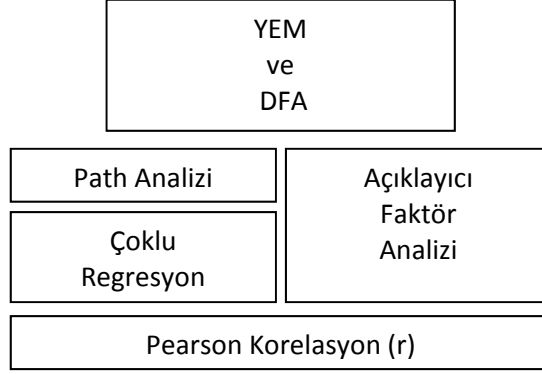 YEM
ve
DFA
Path Analizi
Çoklu
Regresyon
Açıklayıcı
Faktör
Analizi
Pearson Korelasyon (r)